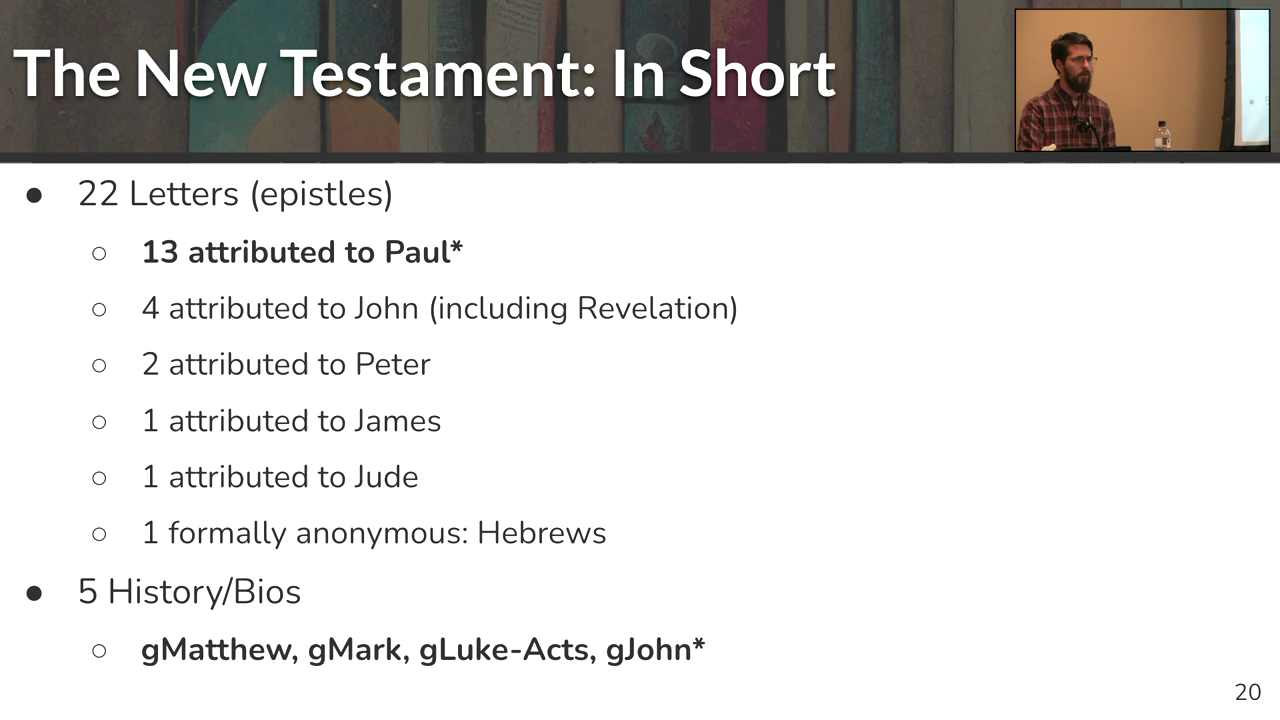 The New Testament: In Short
● 22 Letters (epistles)
○ 13 attributed to Paul*
○ 4 attributed to John (including Revelation)
○ 2 attributed to Peter
○ 1 attributed to James
○ 1 attributed to Jude
○ 1 formally anonymous: Hebrews
● 5 History/Bios
○ gMatthew, gMark, gLuke-Acts, gJohn*
20